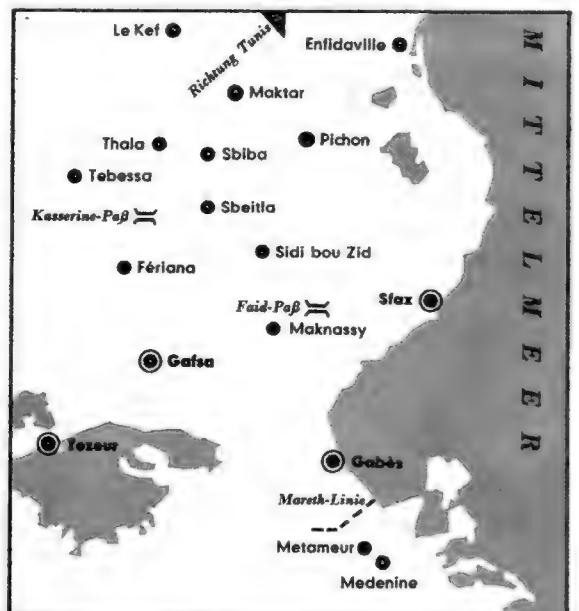 Le Kef
Richtung Tunis
Enfidaville
MITTELMEER
Maktar
Thala
Sbiba
Pichon
Tebessa
Kasserine-Paß
Sbeitla
Fériana
Sidi bou Zid
Faid-Paß
Sfax
Maknassy
Gafsa
Tozeur
Gabès
Mareth-Linie
Metameur
Medenine